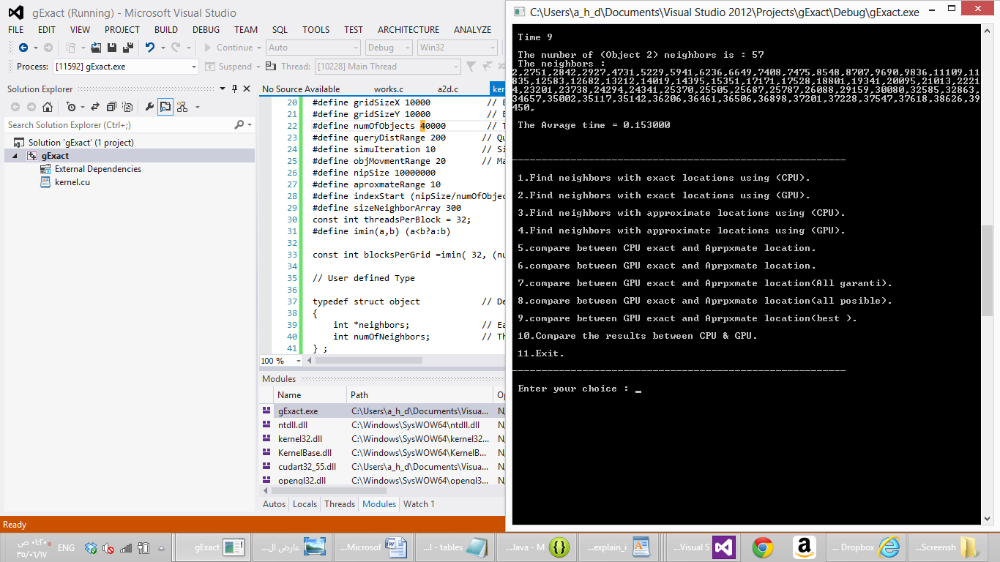 gExact (Running) - Microsoft Visual Studio
FILE EDIT VIEW PROJECT BUILD DEBUG TEAM SQL TOOLS TEST ARCHITECTURE ANALYZE
Continue Auto Debug Win32
Process: [11592] gExact.exe Suspend Thread: [10228] Main Thread
Solution Explorer
Search Solution Explorer (Ctrl+;)
Solution 'gExact' (1 project)
gExact
External Dependencies
kernel.cu
No Source Available works.c a2d.c
20 #define gridSizeX 10000 //
21 #define gridSizeY 10000 //
22 #define numOfObjects 40000 //
23 #define queryDistRange 200 // Qu
24 #define simuIteration 10 // Si
25 #define objMovmentRange 20 // Ma
26 #define nipSize 10000000
27 #define aproxmateRange 10
28 #define indexStart (nipSize/numOfObjec
29 #define sizeNeighborArray 300
30 const int threadsPerBlock = 32;
31 #define imin(a,b) (a<b?a:b)
32
33 const int blocksPerGrid =imin( 32, (nu
34
35 // User defined Type
36
37 typedef struct object // De
38 {
39 int *neighbors; // Ea
40 int numOfNeighbors; // Th
41 } ;
100 %
Modules
Name Path
gExact.exe C:\Users\a_h_d\Documents\Visua... N,
ntdll.dll C:\Windows\SysWOW64\ntdll.dll N,
kernel32.dll C:\Windows\SysWOW64\kernel32... N,
KernelBase.dll C:\Windows\SysWOW64\KernelB... N,
cudart32_55.dll C:\Users\a_h_d\Documents\Visua... N,
opengl32.dll C:\Windows\SysWOW64\opengl3... N,
Autos Locals Threads Modules Watch 1
Ready
C:\Users\a_h_d\Documents\Visual Studio 2012\Projects\gExact\Debug\gExact.exe
Time 9
The number of (Object 2) neighbors is : 57
The neighbors :
2,2751,2842,2927,4731,5229,5941,6236,6649,7408,7475,8548,8707,9690,9836,11109,11
835,12583,12682,13212,14019,14395,15351,17171,17528,18801,19341,20095,21013,2221
4,23201,23738,24294,24341,25370,25505,25687,25787,26088,29159,30080,32585,32863,
34657,35002,35117,35142,36206,36461,36506,36898,37201,37228,37547,37618,38626,39
450,
The Avrage time = 0.153000
1.Find neighbors with exact locations using (CPU).
2.Find neighbors with exact locations using (GPU).
3.Find neighbors with approximate locations using (CPU).
4.Find neighbors with approximate locations using (GPU).
5.compare between CPU exact and Aprpxmate location.
6.compare between GPU exact and Aprpxmate location.
7.compare between GPU exact and Aprpxmate location(All garanti).
8.compare between GPU exact and Aprpxmate location(all posible).
9.compare between GPU exact and Aprpxmate location(best ).
10.Compare the results between CPU & GPU.
11.Exit.
Enter your choice : _
٠١:٢٠ ص
٣٥/٠٦/١٧
ENG gExact ...عارض ال ...Microsof ...tables - ا ...Java - M ...explain_i ...Visual S ...Dropbox ...Screensh